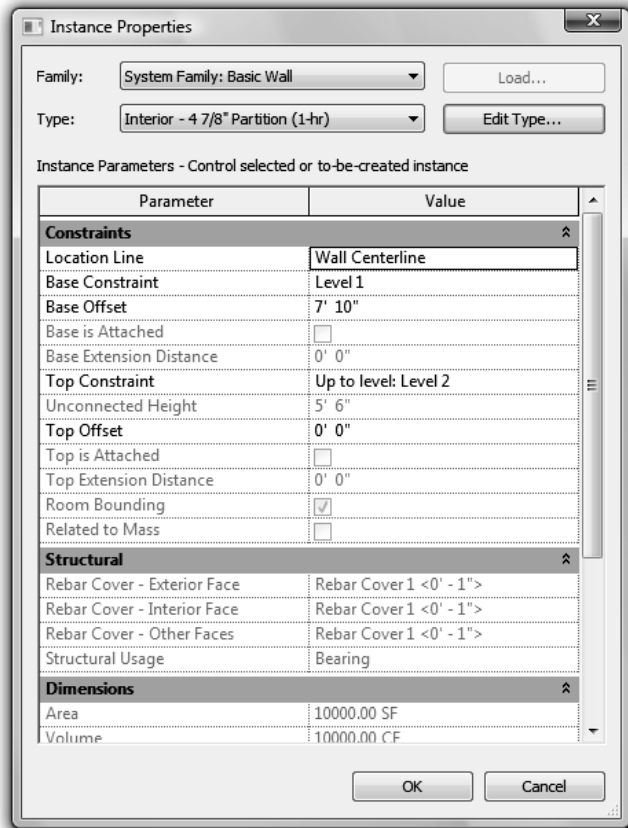 Instance Properties
Family: System Family: Basic Wall Load...
Type: Interior - 4 7/8" Partition (1-hr) Edit Type...
Instance Parameters - Control selected or to-be-created instance
Parameter Value
Constraints
Location Line Wall Centerline
Base Constraint Level 1
Base Offset 7' 10"
Base is Attached
Base Extension Distance 0' 0"
Top Constraint Up to level: Level 2
Unconnected Height 5' 6"
Top Offset 0' 0"
Top is Attached
Top Extension Distance 0' 0"
Room Bounding
Related to Mass
Structural
Rebar Cover - Exterior Face Rebar Cover 1 <0' - 1">
Rebar Cover - Interior Face Rebar Cover 1 <0' - 1">
Rebar Cover - Other Faces Rebar Cover 1 <0' - 1">
Structural Usage Bearing
Dimensions
Area 10000.00 SF
Volume 10000.00 CF
OK Cancel